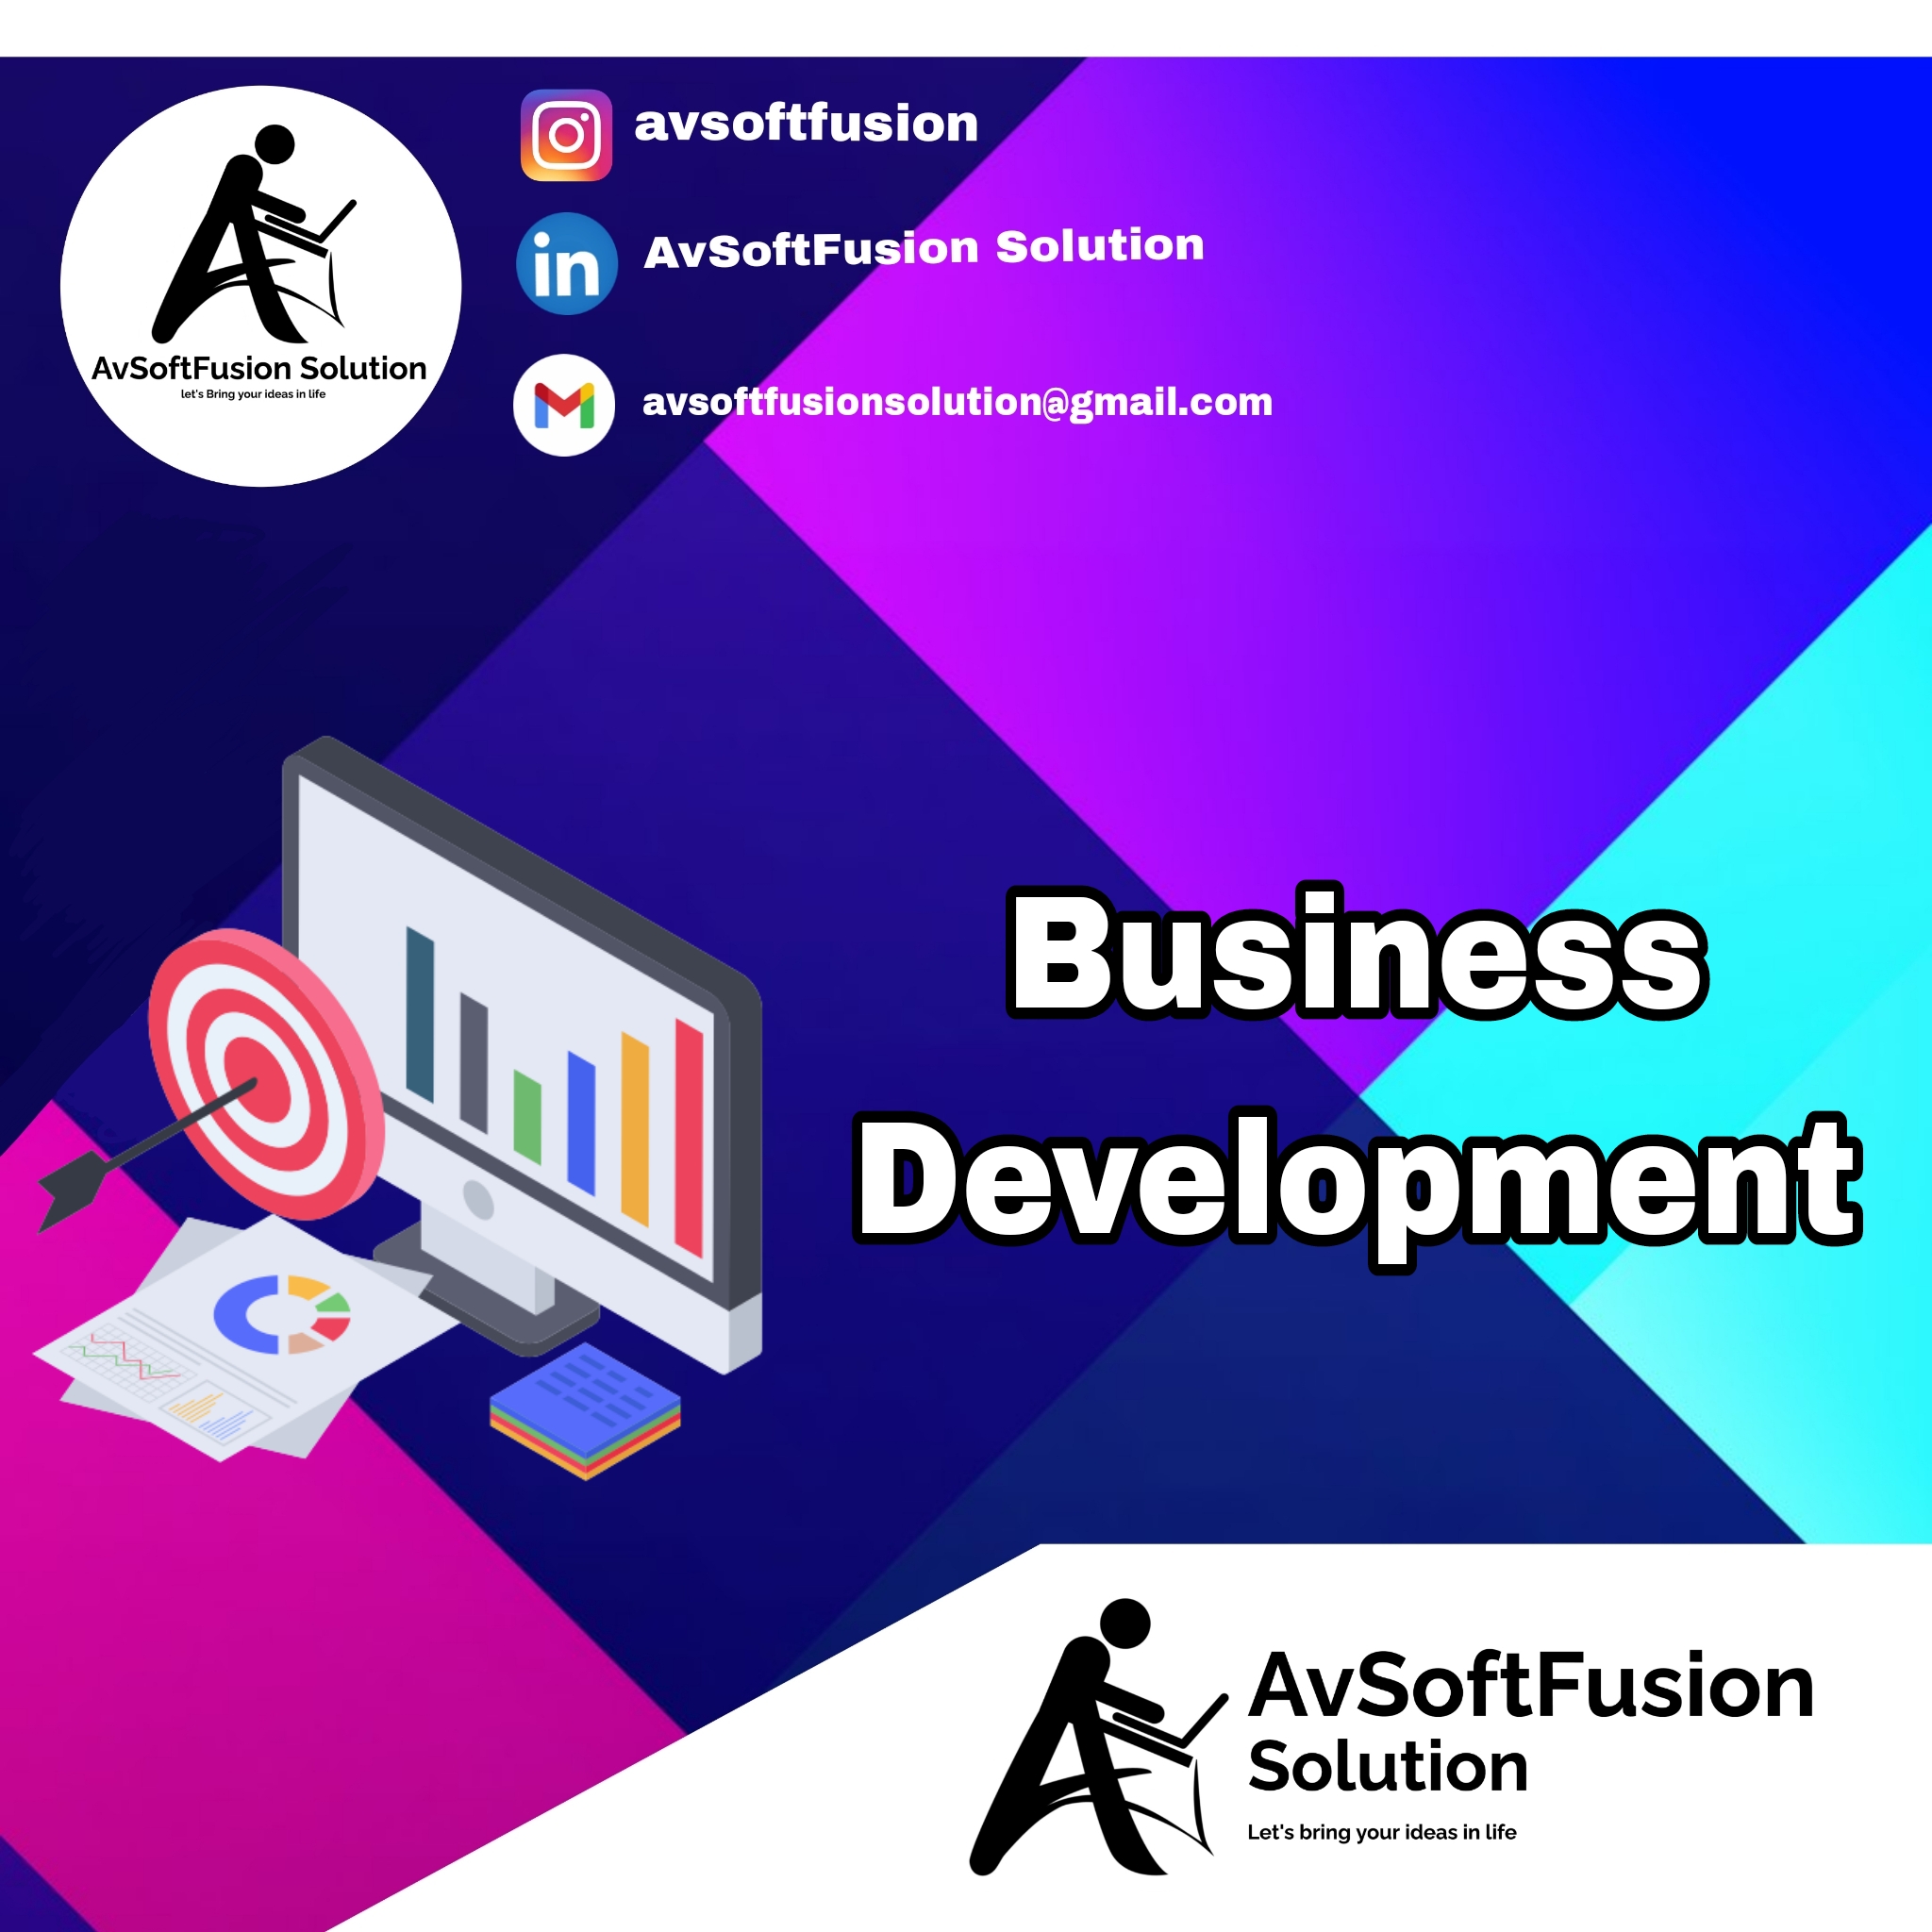 avsoftfusion
in
AvSoftFusion Solution
avsoftfusionsolution@gmail.com
AvSoftFusion Solution
let's Bring your ideas in life
Business
Development
AvSoftFusion
Solution
Let's bring your ideas in life